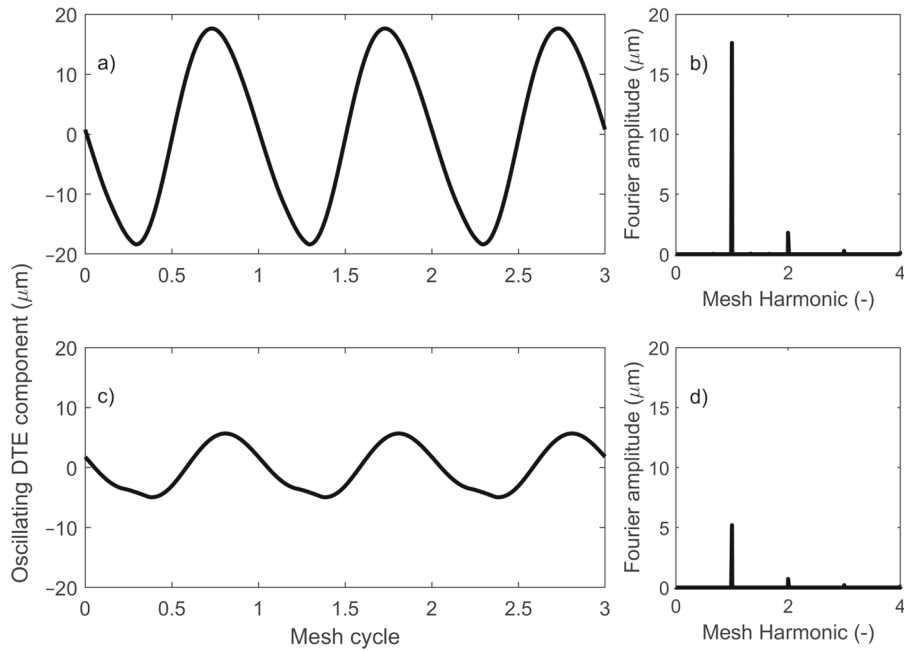 Oscillating DTE component (μm)
20
10
0
−10
−20
a)
0 0.5 1 1.5 2 2.5 3
Fourier amplitude (μm)
20
15
10
5
0
b)
0 2 4
Mesh Harmonic (-)
20
10
0
−10
−20
c)
0 0.5 1 1.5 2 2.5 3
Mesh cycle
Fourier amplitude (μm)
20
15
10
5
0
d)
0 2 4
Mesh Harmonic (-)